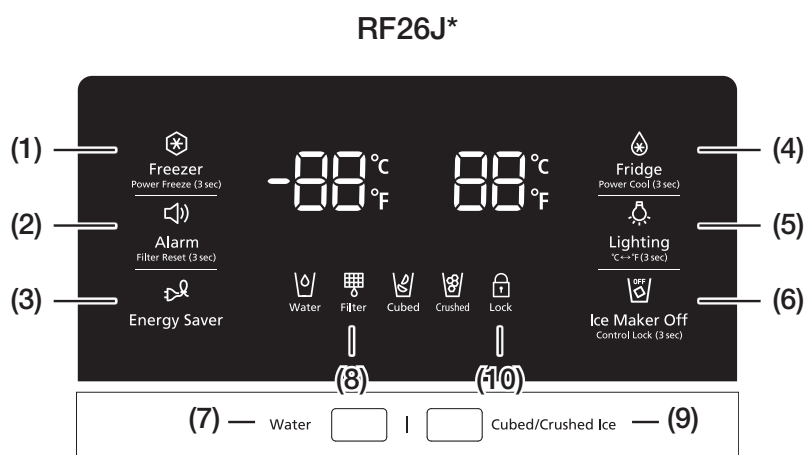 RF26J*
(1)
Freezer
Power Freeze (3 sec)
(2)
Alarm
Filter Reset (3 sec)
(3)
Energy Saver
-88 °C °F
88 °C °F
Water Filter Cubed Crushed Lock
(8) (10)
(4)
Fridge
Power Cool (3 sec)
(5)
Lighting
°C↔°F (3 sec)
(6)
OFF
Ice Maker Off
Control Lock (3 sec)
(7) Water Cubed/Crushed Ice (9)